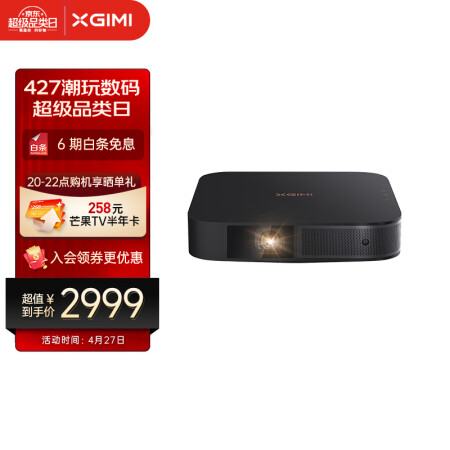 京东
超级品类日
XGIMI
427潮玩数码
超级品类日
白条
6期白条免息
20-22点购机享晒单礼
258元
芒果TV半年卡
入会领券更优惠
超值¥
到手价
2999
活动时间:4月27日
XGIMI